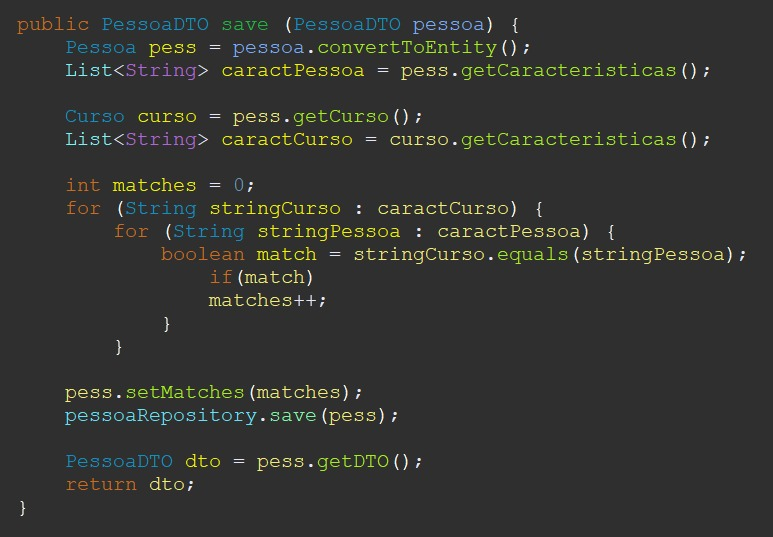 public PessoaDTO save (PessoaDTO pessoa) {
    Pessoa pess = pessoa.convertToEntity();
    List<String> caractPessoa = pess.getCaracteristicas();

    Curso curso = pess.getCurso();
    List<String> caractCurso = curso.getCaracteristicas();

    int matches = 0;
    for (String stringCurso : caractCurso) {
        for (String stringPessoa : caractPessoa) {
            boolean match = stringCurso.equals(stringPessoa);
                if(match)
                matches++;
            }
        }

    pess.setMatches(matches);
    pessoaRepository.save(pess);

    PessoaDTO dto = pess.getDTO();
    return dto;
}